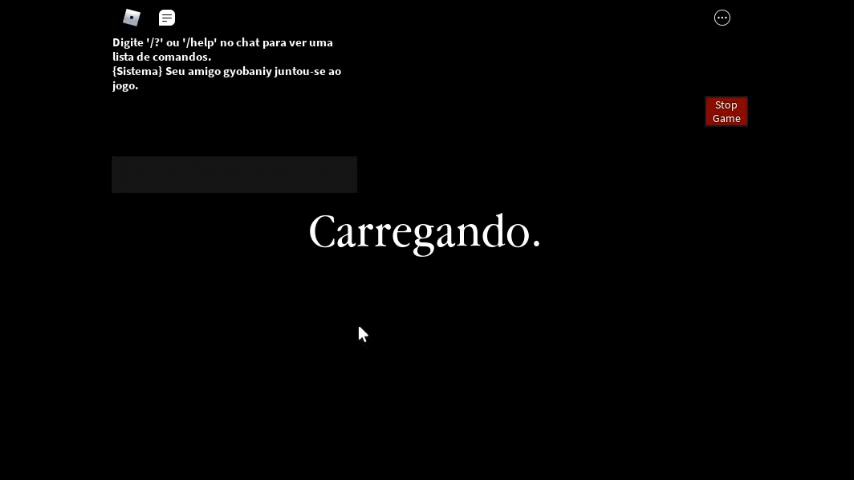 Digite '/?' ou '/help' no chat para ver uma
lista de comandos.
{Sistema} Seu amigo gyobaniy juntou-se ao
jogo.
Stop
Game
Carregando.